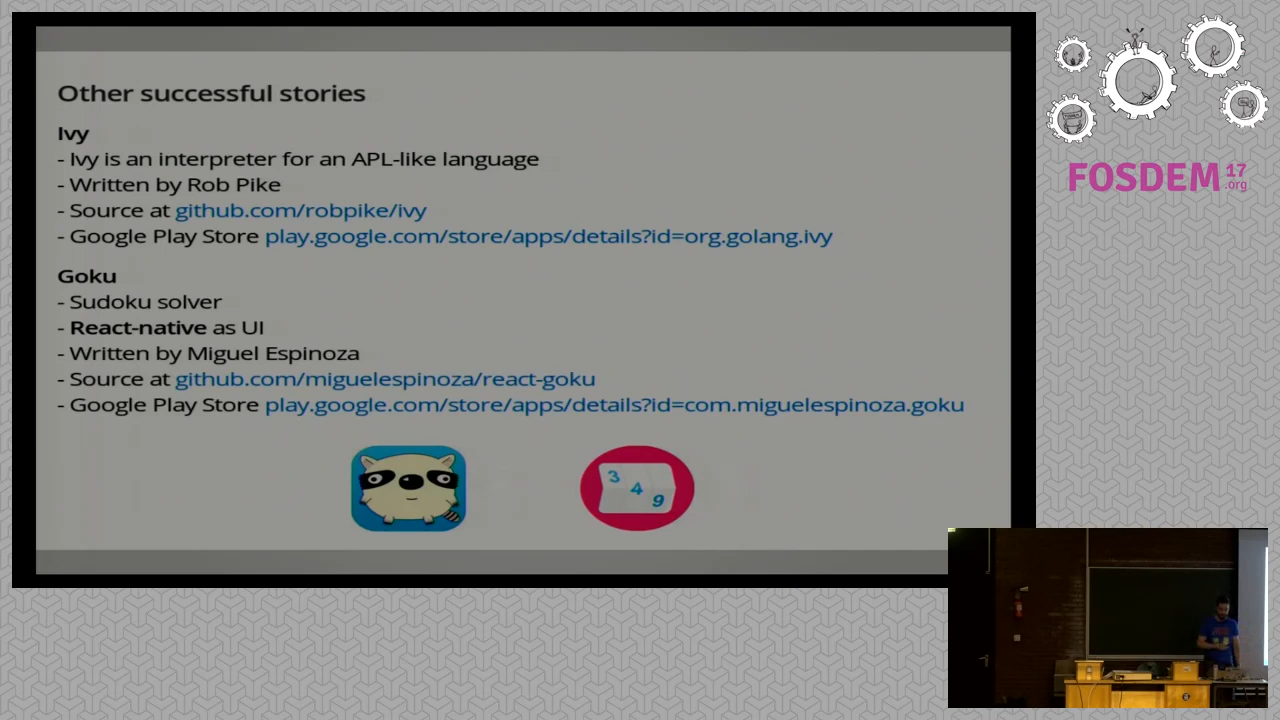 Other successful stories
Ivy
- Ivy is an interpreter for an APL-like language
- Written by Rob Pike
- Source at github.com/robpike/ivy
- Google Play Store play.google.com/store/apps/details?id=org.golang.ivy
Goku
- Sudoku solver
- React-native as UI
- Written by Miguel Espinoza
- Source at github.com/miguelespinoza/react-goku
- Google Play Store play.google.com/store/apps/details?id=com.miguelespinoza.goku
3
4
9
FOSDEM 17
.org